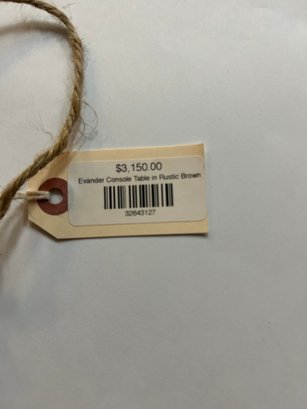 $3,150.00
Evander Console Table in Rustic Brown
32643127